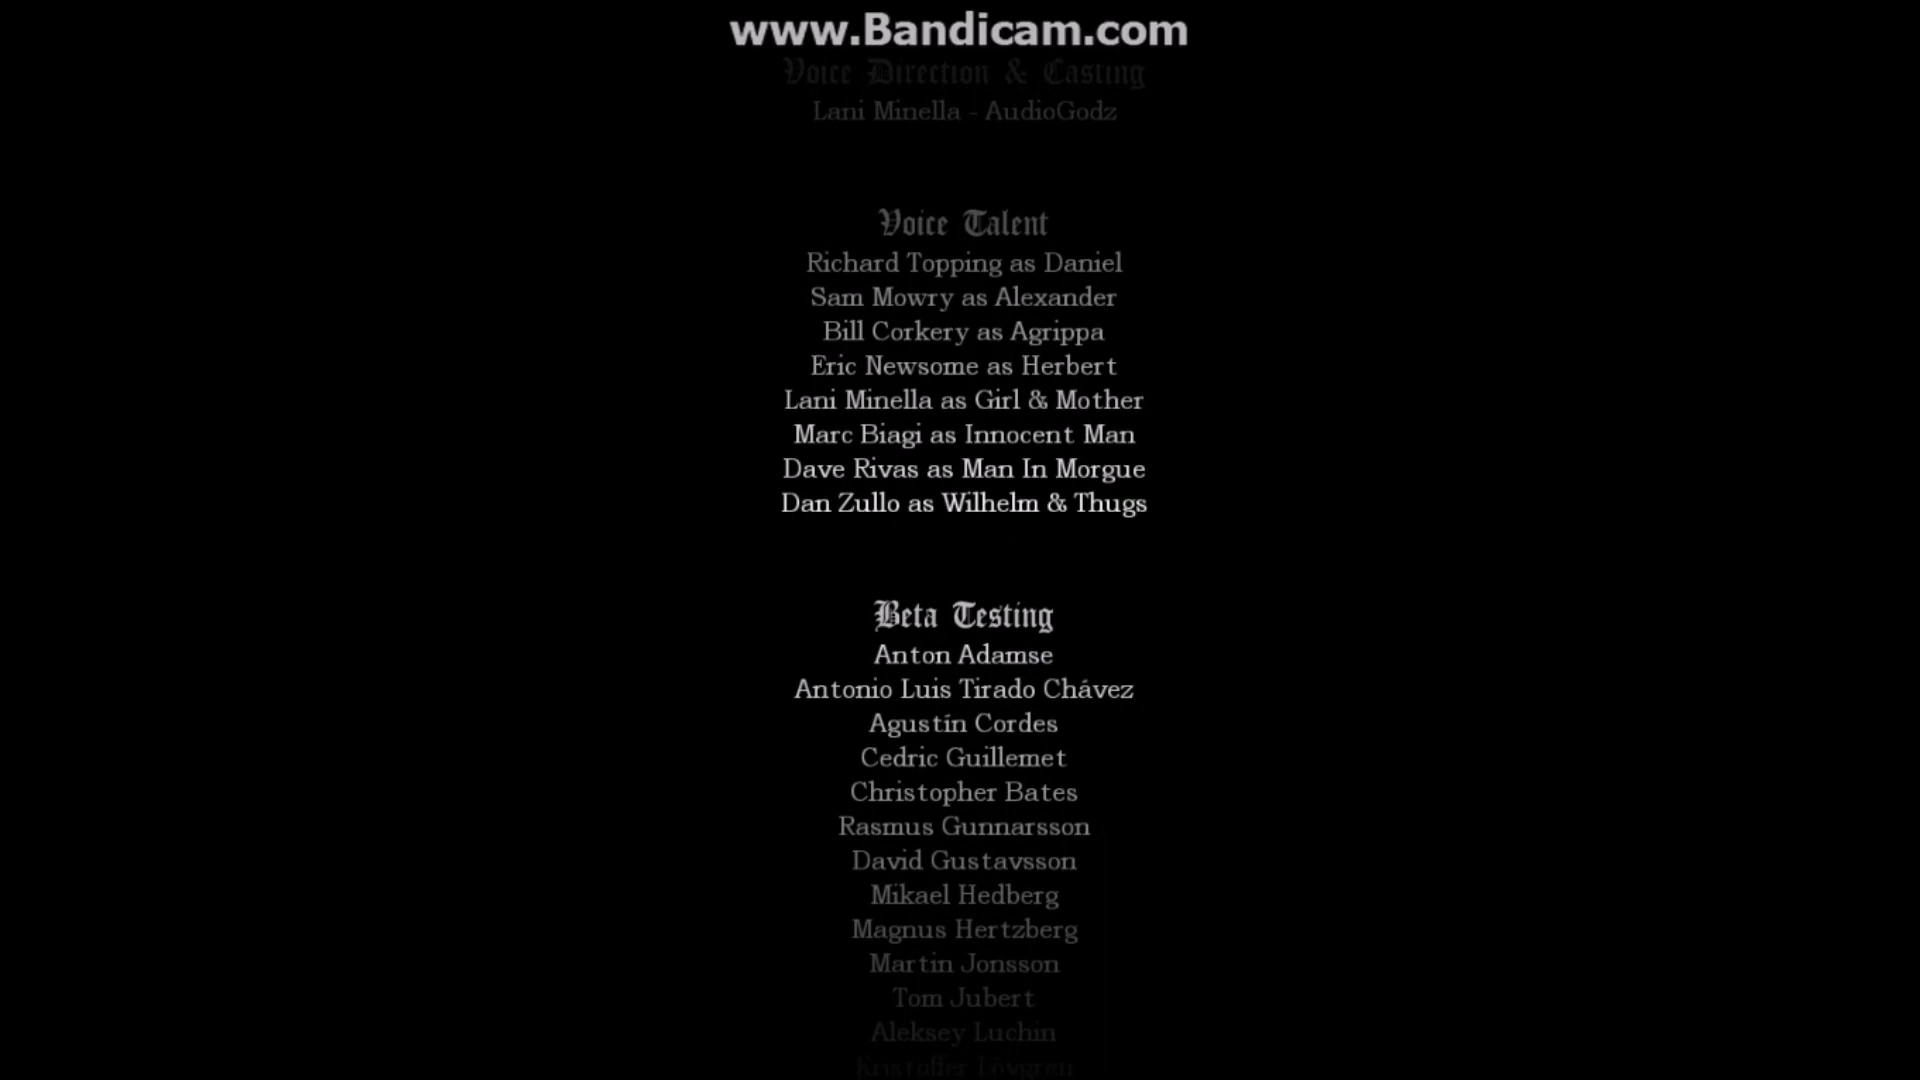 www.Bandicam.com
Voice Direction & Casting
Lani Minella - AudioGodz
Voice Talent
Richard Topping as Daniel
Sam Mowry as Alexander
Bill Corkery as Agrippa
Eric Newsome as Herbert
Lani Minella as Girl & Mother
Marc Biagi as Innocent Man
Dave Rivas as Man In Morgue
Dan Zullo as Wilhelm & Thugs
Beta Testing
Anton Adamse
Antonio Luis Tirado Chávez
Agustín Cordes
Cedric Guillemet
Christopher Bates
Rasmus Gunnarsson
David Gustavsson
Mikael Hedberg
Magnus Hertzberg
Martin Jonsson
Tom Jubert
Aleksey Luchin
Kristoffer Lövgren